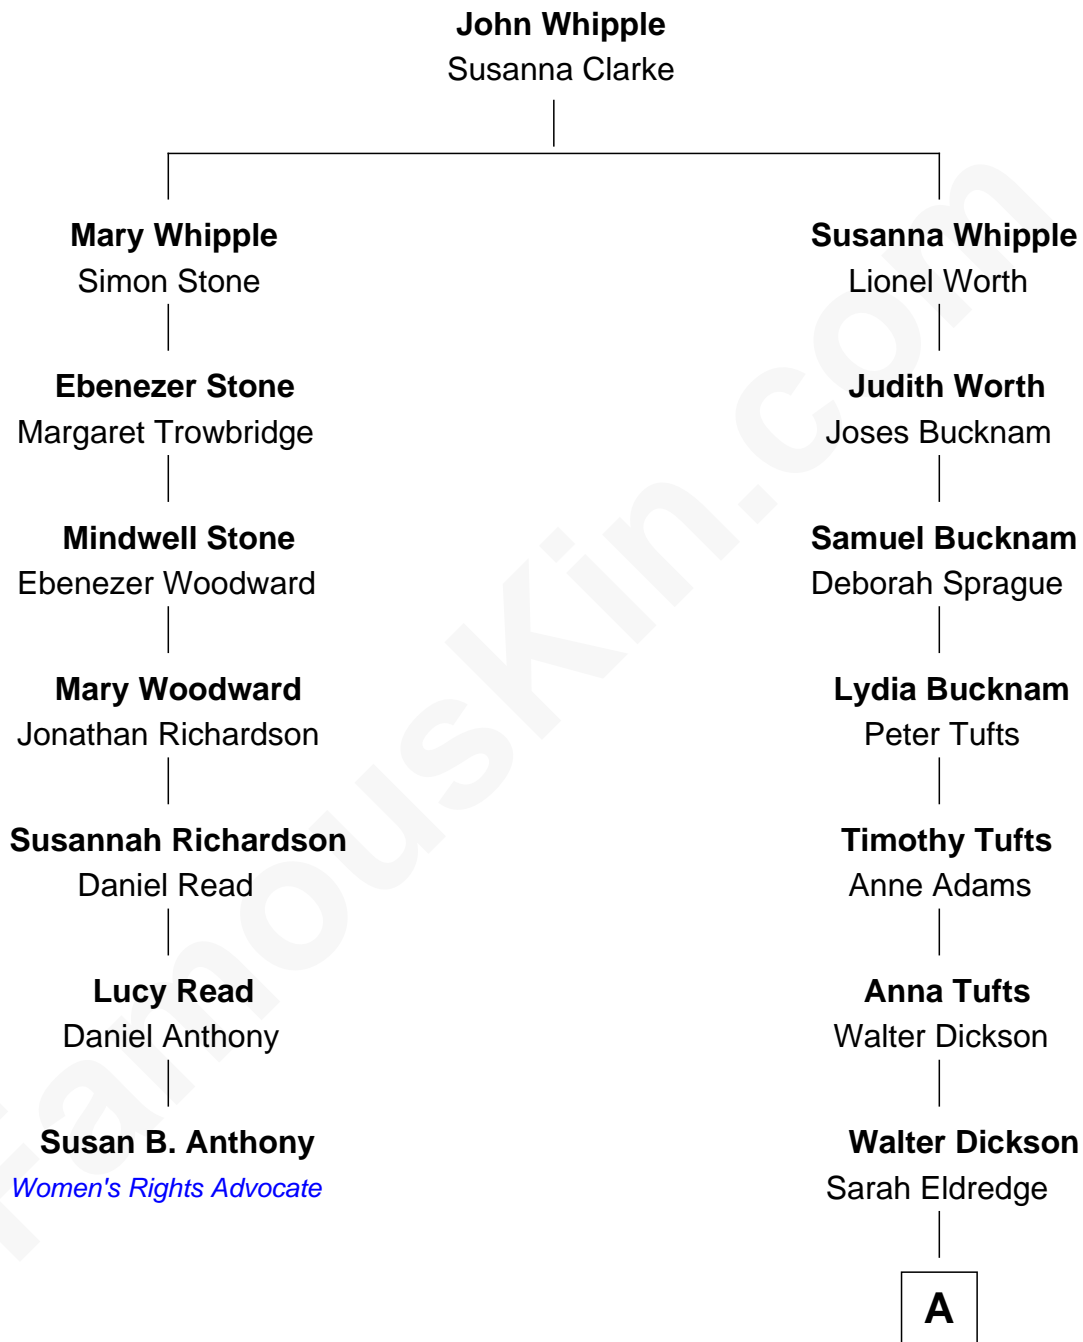 John Whipple
Susanna Clarke
Mary Whipple
Simon Stone
Ebenezer Stone
Margaret Trowbridge
Mindwell Stone
Ebenezer Woodward
Mary Woodward
Jonathan Richardson
Susannah Richardson
Daniel Read
Lucy Read
Daniel Anthony
Susan B. Anthony
Women's Rights Advocate
Susanna Whipple
Lionel Worth
Judith Worth
Joses Bucknam
Samuel Bucknam
Deborah Sprague
Lydia Bucknam
Peter Tufts
Timothy Tufts
Anne Adams
Anna Tufts
Walter Dickson
Walter Dickson
Sarah Eldredge
A
FamousKin.com